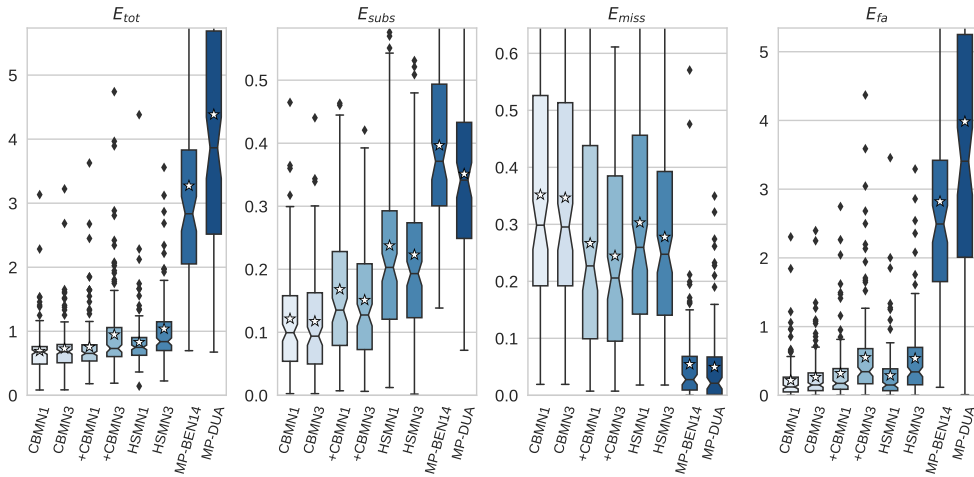 E_tot
E_subs
E_miss
E_fa
5
4
3
2
1
0
0.5
0.4
0.3
0.2
0.1
0.0
0.6
0.5
0.4
0.3
0.2
0.1
0.0
5
4
3
2
1
0
CBMN1
CBMN3
+CBMN1
+CBMN3
HSMN1
HSMN3
MP-BEN14
MP-DUA
CBMN1
CBMN3
+CBMN1
+CBMN3
HSMN1
HSMN3
MP-BEN14
MP-DUA
CBMN1
CBMN3
+CBMN1
+CBMN3
HSMN1
HSMN3
MP-BEN14
MP-DUA
CBMN1
CBMN3
+CBMN1
+CBMN3
HSMN1
HSMN3
MP-BEN14
MP-DUA